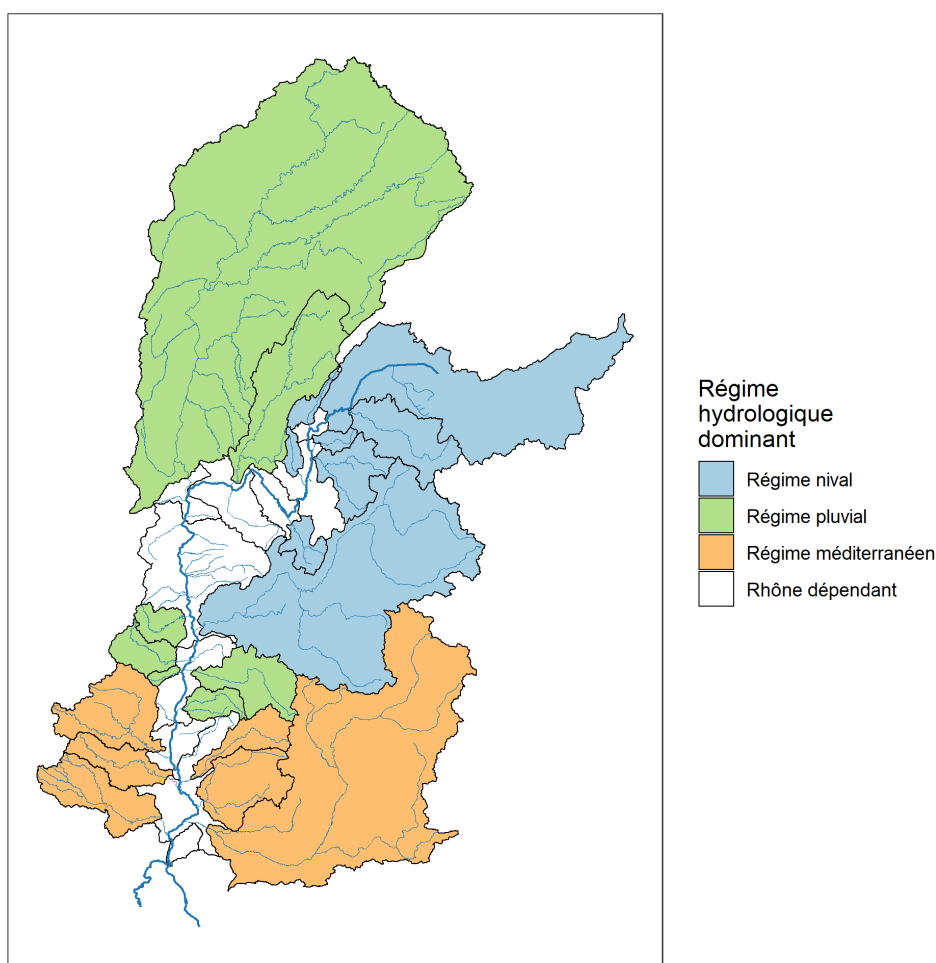 Régime
hydrologique
dominant
Régime nival
Régime pluvial
Régime méditerranéen
Rhône dépendant